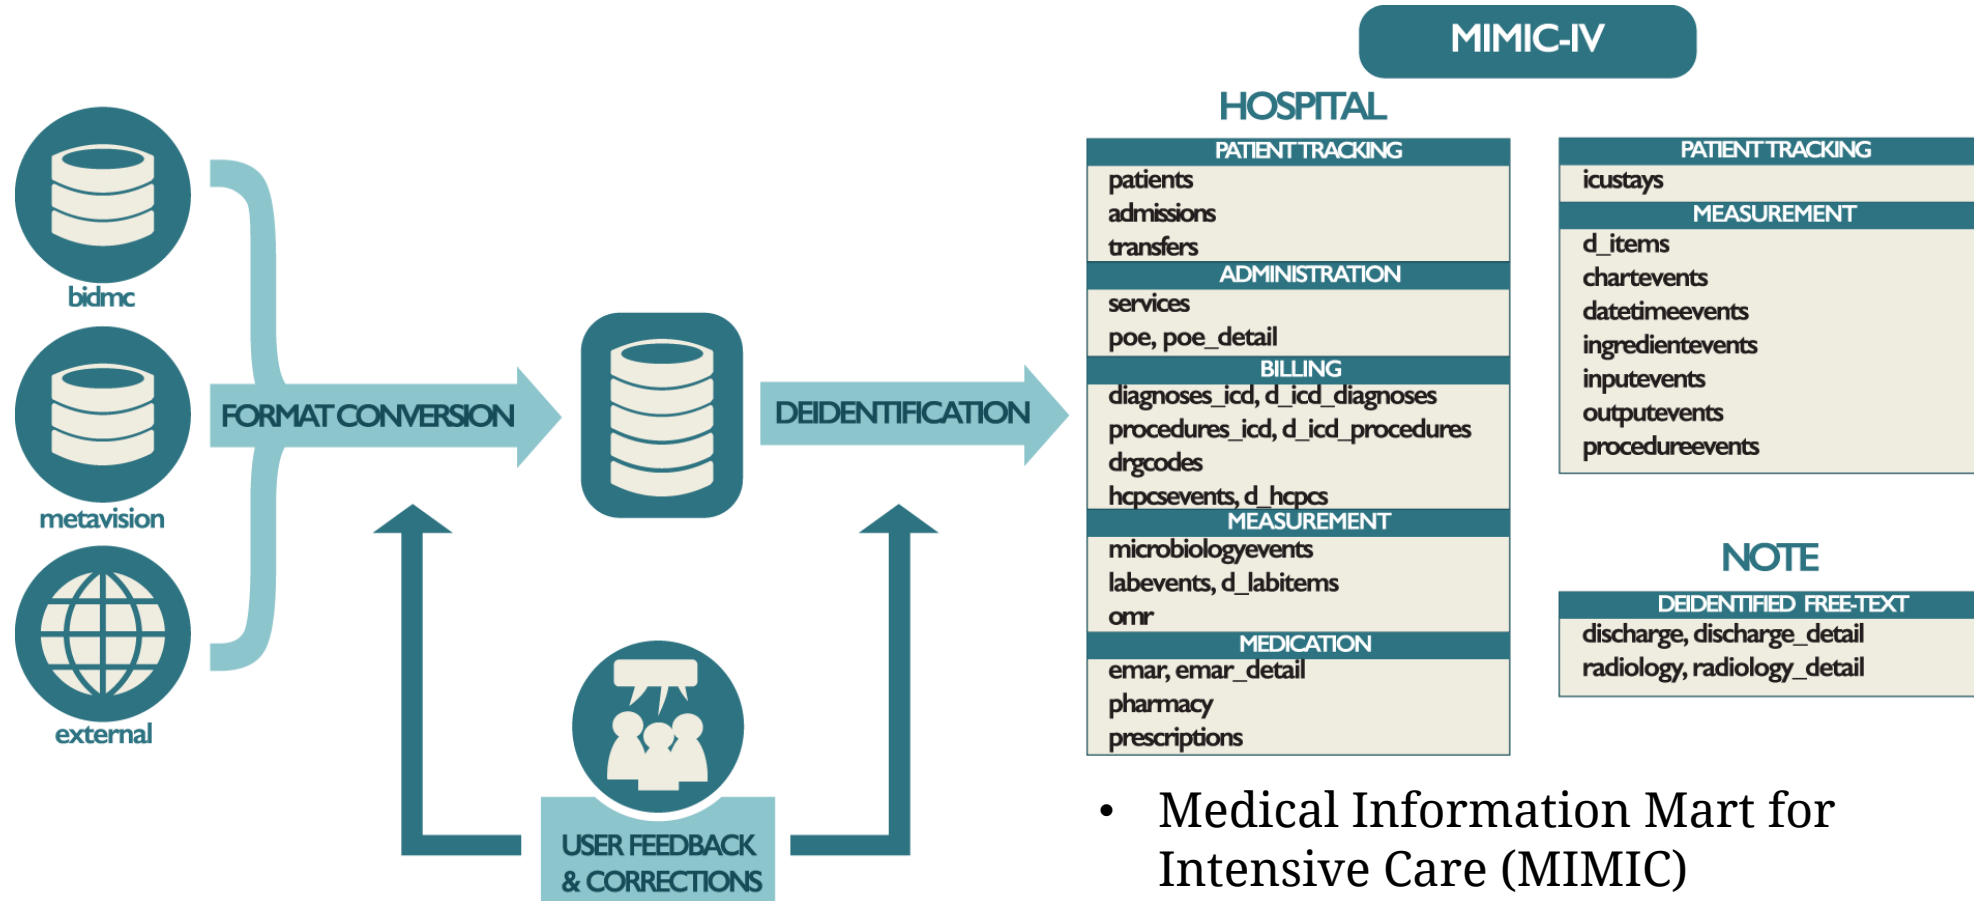 MIMIC-IV
HOSPITAL
PATIENT TRACKING
patients
admissions
transfers
ADMINISTRATION
services
poe, poe_detail
BILLING
diagnoses_icd, d_icd_diagnoses
procedures_icd, d_icd_procedures
drgcodes
hcpcsevents, d_hcpcs
MEASUREMENT
microbiologyevents
labevents, d_labitems
omr
MEDICATION
emar, emar_detail
pharmacy
prescriptions
PATIENT TRACKING
icustays
MEASUREMENT
d_items
chartevents
datetimeevents
ingredientevents
inputevents
outputevents
procedureevents
NOTE
DEIDENTIFIED FREE-TEXT
discharge, discharge_detail
radiology, radiology_detail
bidmc
metavision
external
FORMAT CONVERSION
DEIDENTIFICATION
USER FEEDBACK
& CORRECTIONS
• Medical Information Mart for
Intensive Care (MIMIC)